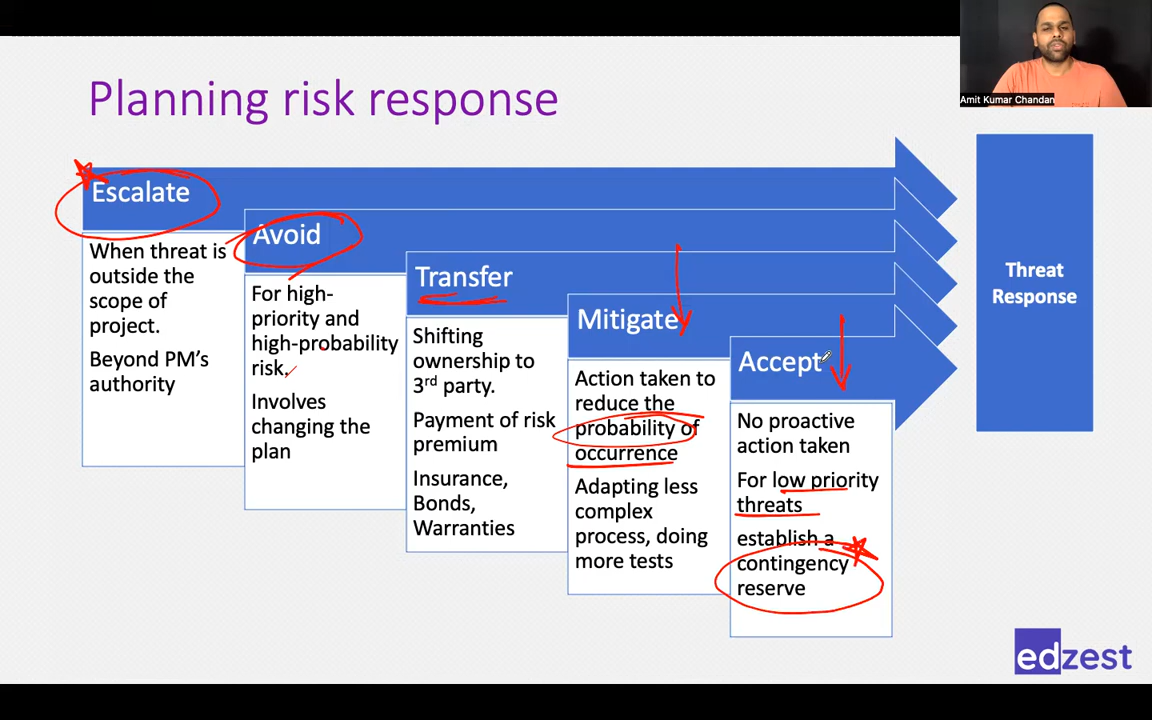 Amit Kumar Chandan
Planning risk response
Escalate
When threat is
outside the
scope of
project.
Beyond PM's
authority
Avoid
For high-
priority and
high-probability
risk.
Involves
changing the
plan
Transfer
Shifting
ownership to
3rd party.
Payment of risk
premium
Insurance,
Bonds,
Warranties
Mitigate
Action taken to
reduce the
probability of
occurrence
Adapting less
complex
process, doing
more tests
Accept
No proactive
action taken
For low priority
threats
establish a
contingency
reserve
Threat
Response
edzest